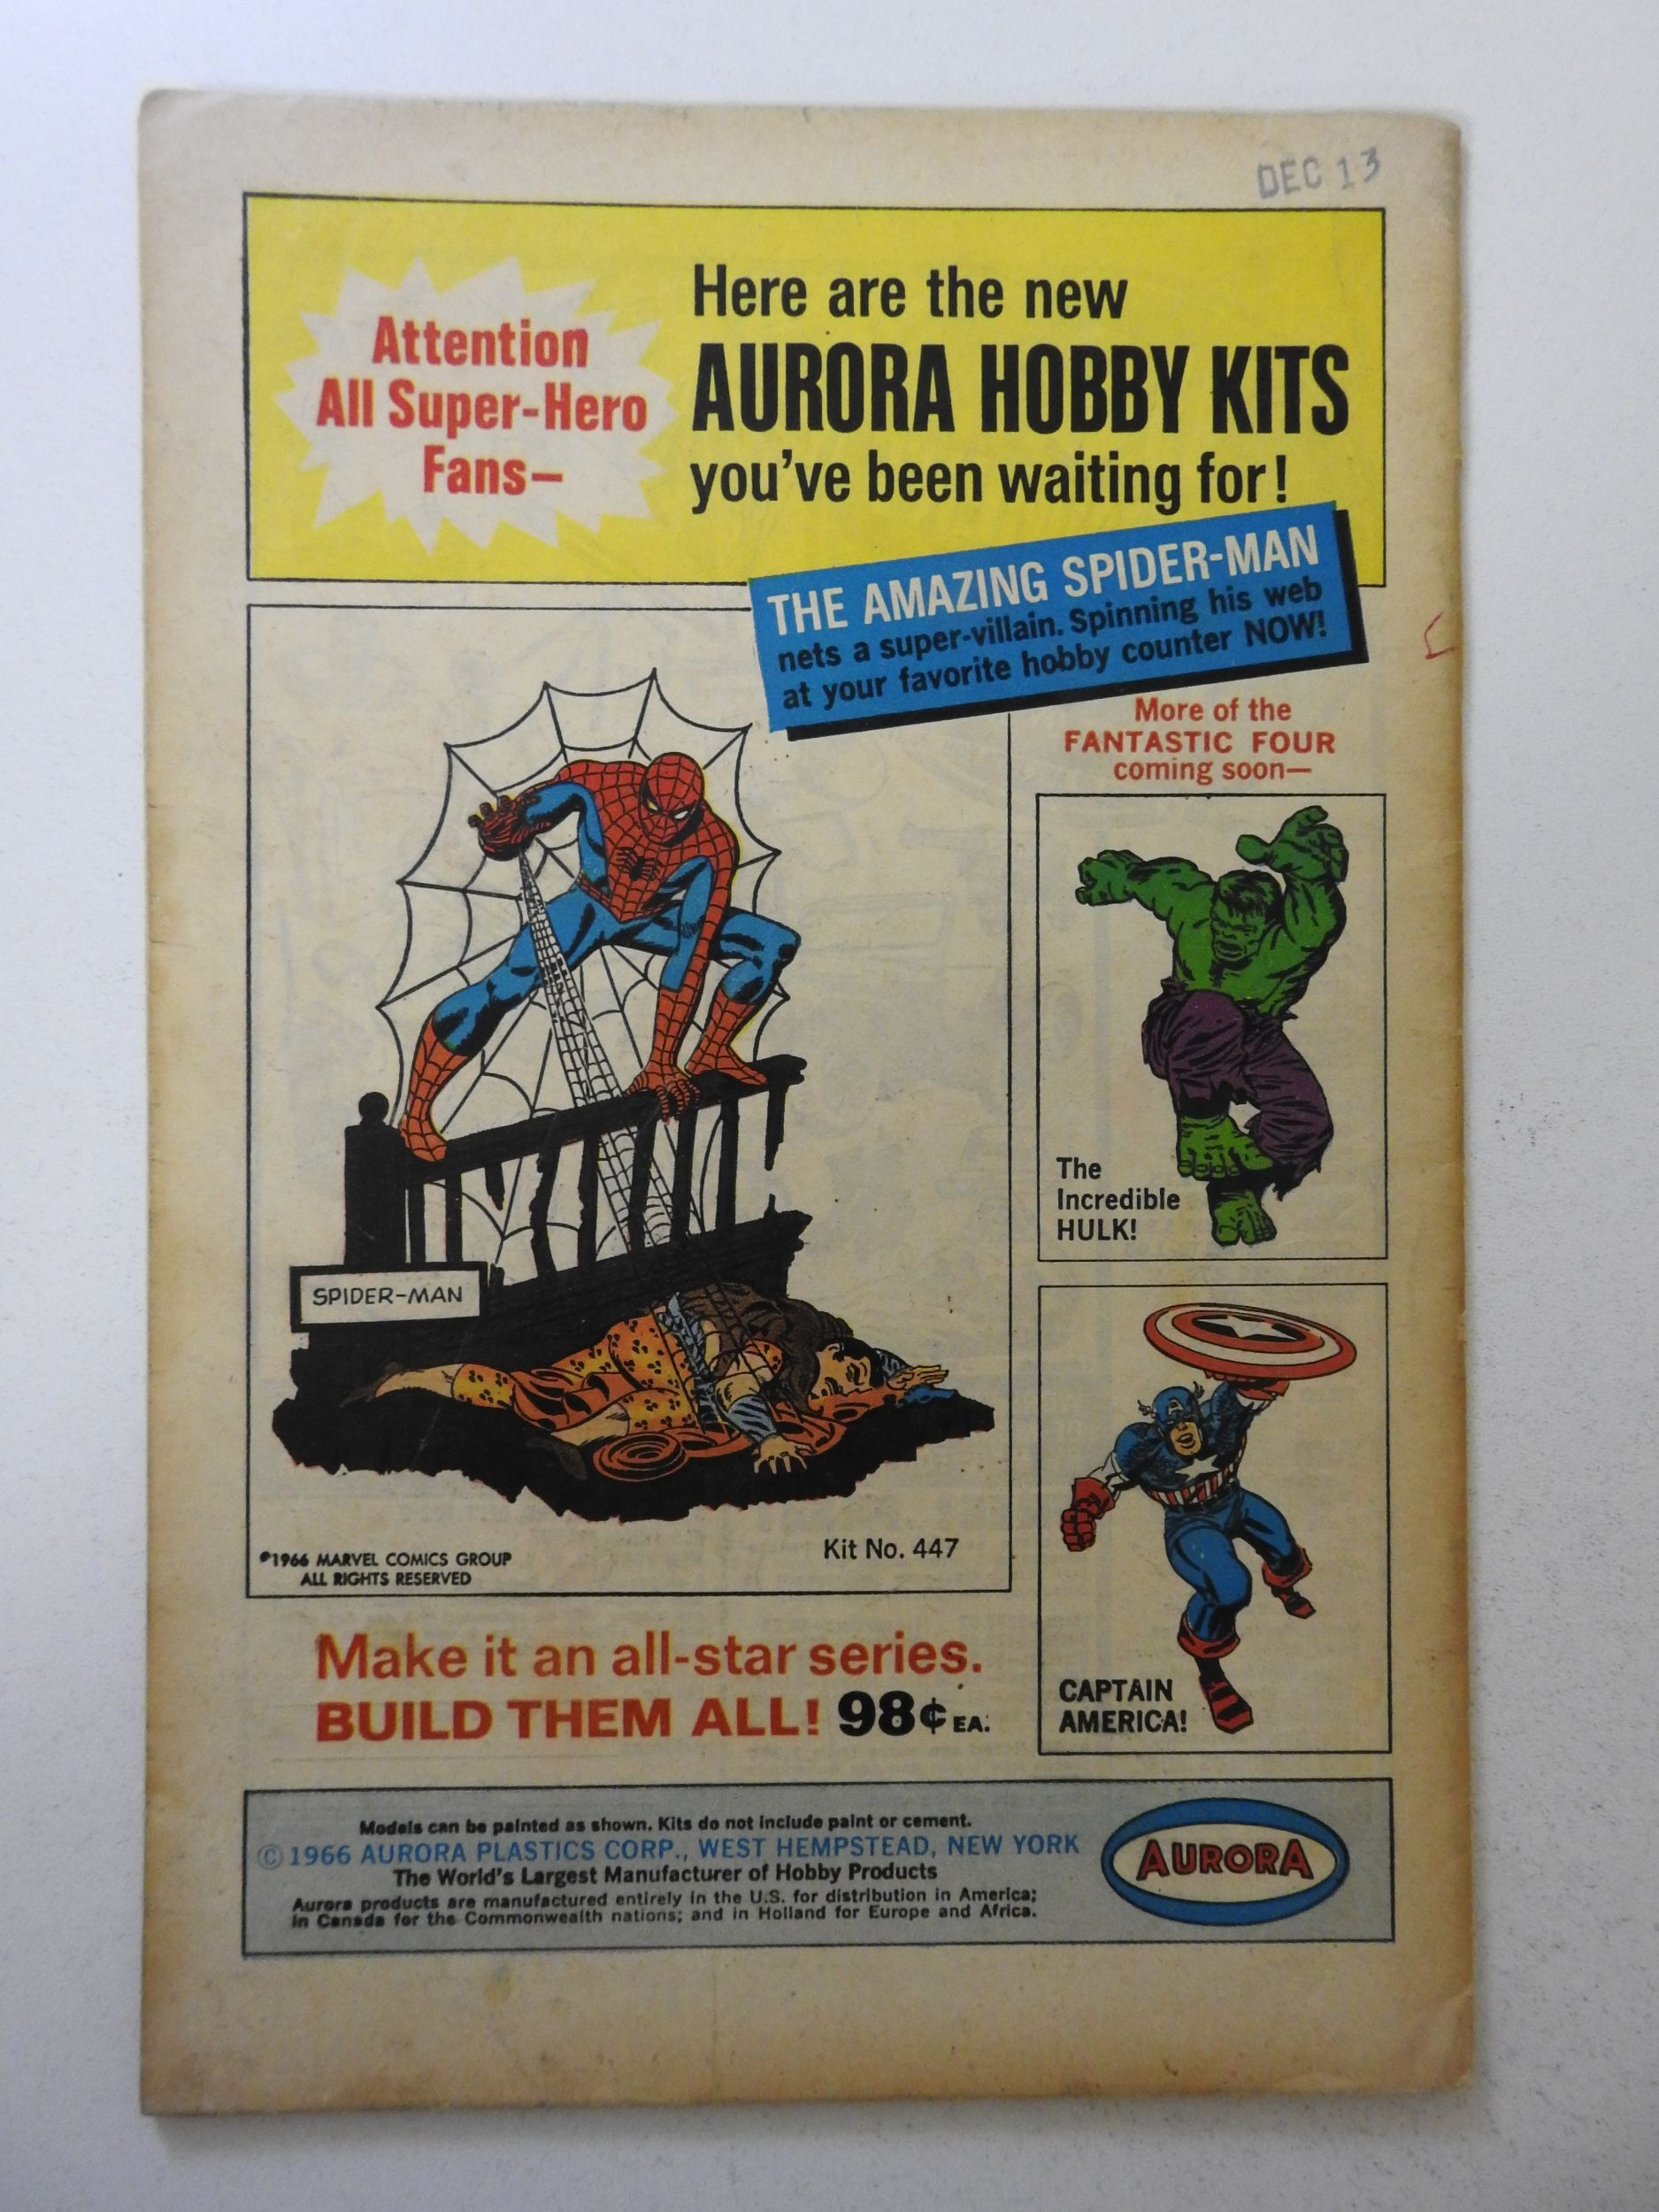 DEC 13
Attention
All Super-Hero
Fans—
Here are the new
AURORA HOBBY KITS
you've been waiting for!
THE AMAZING SPIDER-MAN
nets a super-villain. Spinning his web
at your favorite hobby counter NOW!
More of the
FANTASTIC FOUR
coming soon—
The
Incredible
HULK!
SPIDER-MAN
©1966 MARVEL COMICS GROUP
ALL RIGHTS RESERVED
Kit No. 447
CAPTAIN
AMERICA!
Make it an all-star series.
BUILD THEM ALL! 98¢ EA.
Models can be painted as shown. Kits do not include paint or cement.
©1966 AURORA PLASTICS CORP., WEST HEMPSTEAD, NEW YORK
The World's Largest Manufacturer of Hobby Products
Aurora products are manufactured entirely in the U.S. for distribution in America;
in Canada for the Commonwealth nations; and in Holland for Europe and Africa.
AURORA